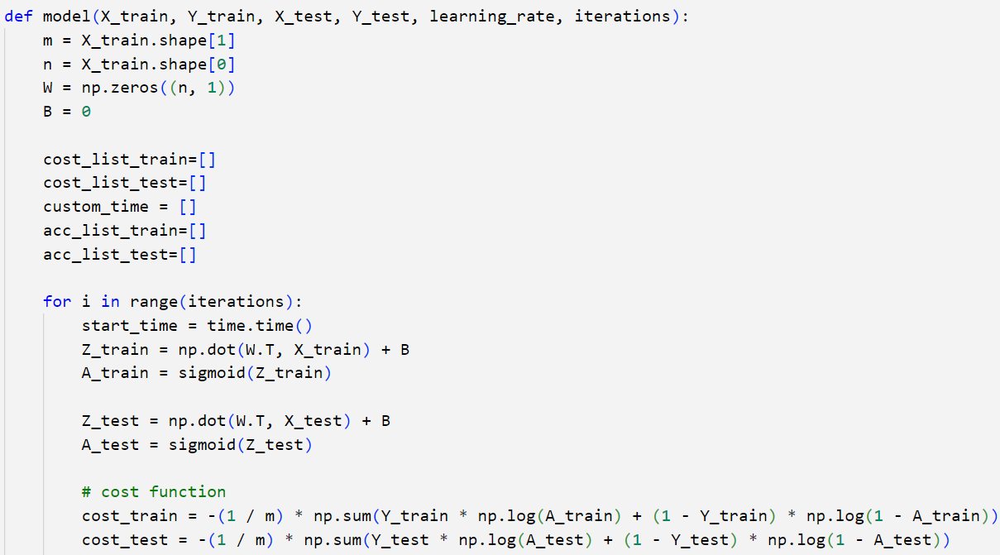 def model(X_train, Y_train, X_test, Y_test, learning_rate, iterations):
    m = X_train.shape[1]
    n = X_train.shape[0]
    W = np.zeros((n, 1))
    B = 0

    cost_list_train=[]
    cost_list_test=[]
    custom_time = []
    acc_list_train=[]
    acc_list_test=[]

    for i in range(iterations):
        start_time = time.time()
        Z_train = np.dot(W.T, X_train) + B
        A_train = sigmoid(Z_train)

        Z_test = np.dot(W.T, X_test) + B
        A_test = sigmoid(Z_test)

        # cost function
        cost_train = -(1 / m) * np.sum(Y_train * np.log(A_train) + (1 - Y_train) * np.log(1 - A_train))
        cost_test = -(1 / m) * np.sum(Y_test * np.log(A_test) + (1 - Y_test) * np.log(1 - A_test))